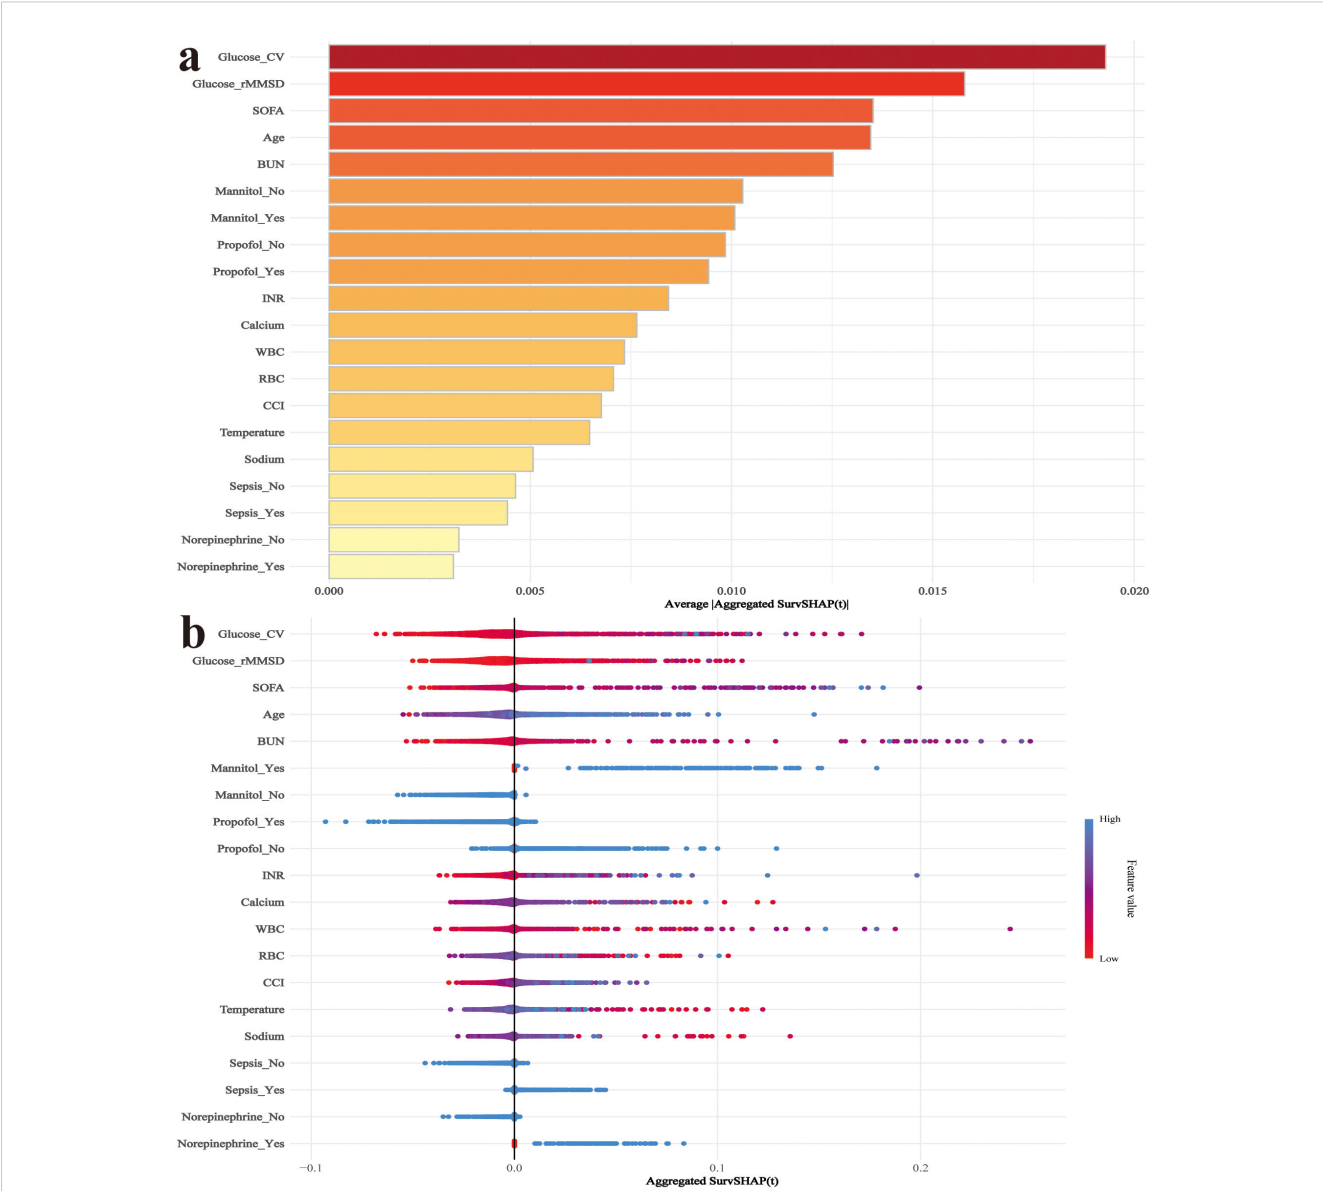 a
Glucose_CV
Glucose_rMMSD
SOFA
Age
BUN
Mannitol_No
Mannitol_Yes
Propofol_No
Propofol_Yes
INR
Calcium
WBC
RBC
CCI
Temperature
Sodium
Sepsis_No
Sepsis_Yes
Norepinephrine_No
Norepinephrine_Yes
0.000 0.005 0.010 0.015 0.020
Average |Aggregated SurvSHAP(t)|
b
Glucose_CV
Glucose_rMMSD
SOFA
Age
BUN
Mannitol_Yes
Mannitol_No
Propofol_Yes
Propofol_No
INR
Calcium
WBC
RBC
CCI
Temperature
Sodium
Sepsis_No
Sepsis_Yes
Norepinephrine_No
Norepinephrine_Yes
−0.1 0.0 0.1 0.2
Aggregated SurvSHAP(t)
High
Feature value
Low